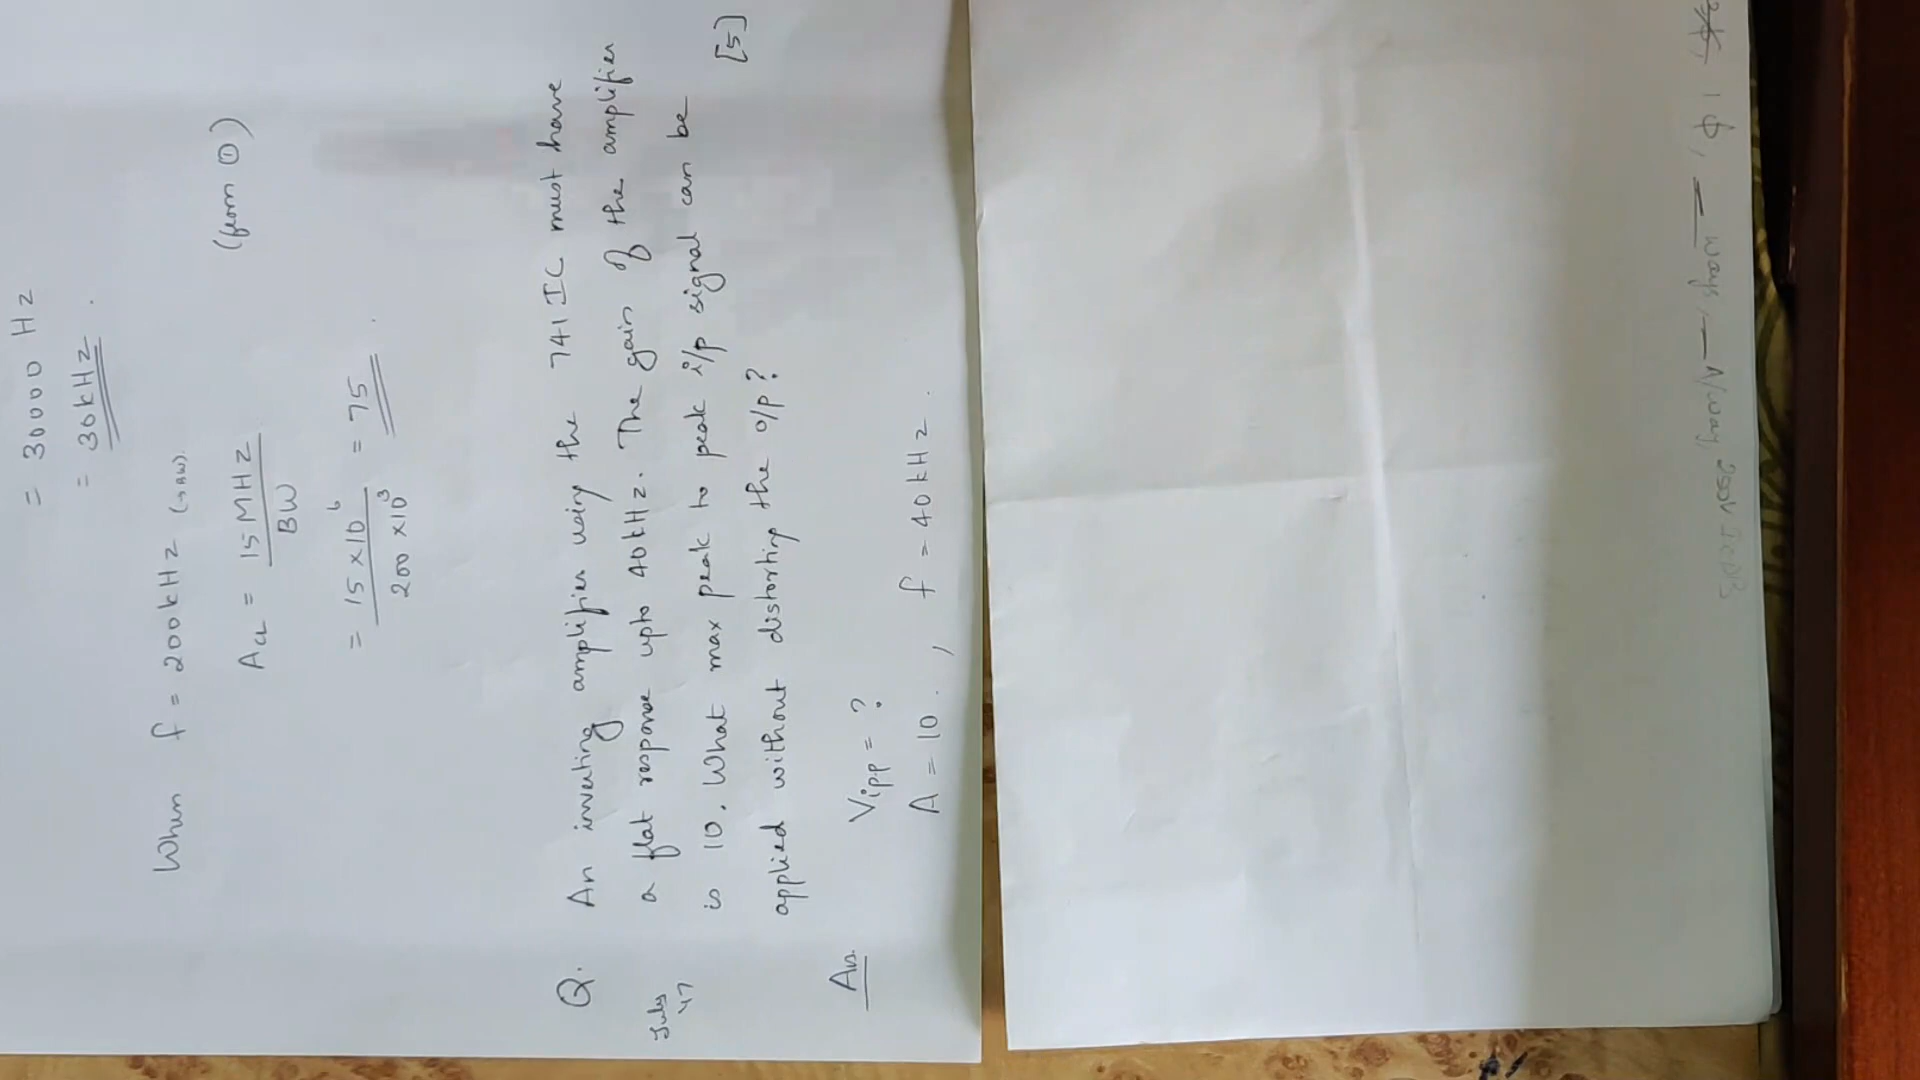 = 30000 Hz
= 30kHz.
When f = 200kHz (→BW)
ACL = 15MHz / BW (from ①)
= 15 × 10^6 / 200 × 10^3 = 75.
Q. An inverting amplifier using the 741 IC must have
July '17 a flat response upto 40kHz. The gain of the amplifier
is 10. What max peak to peak i/p signal can be
applied without distorting the o/p? [5]
Ans. Vipp = ?
A = 10. , f = 40kHz.